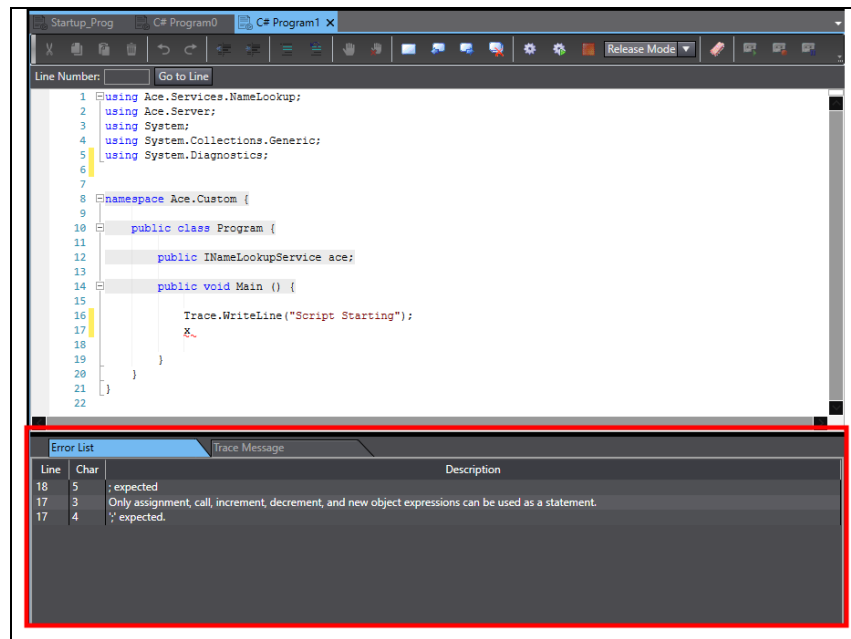 Startup_Prog C# Program0 C# Program1
Release Mode
Line Number: Go to Line
1 using Ace.Services.NameLookup;
2 using Ace.Server;
3 using System;
4 using System.Collections.Generic;
5 using System.Diagnostics;
6
7
8 namespace Ace.Custom {
9
10 public class Program {
11
12 public INameLookupService ace;
13
14 public void Main () {
15
16 Trace.WriteLine("Script Starting");
17 x
18
19 }
20 }
21 }
22
Error List Trace Message
Line Char Description
18 5 ; expected
17 3 Only assignment, call, increment, decrement, and new object expressions can be used as a statement.
17 4 ';' expected.